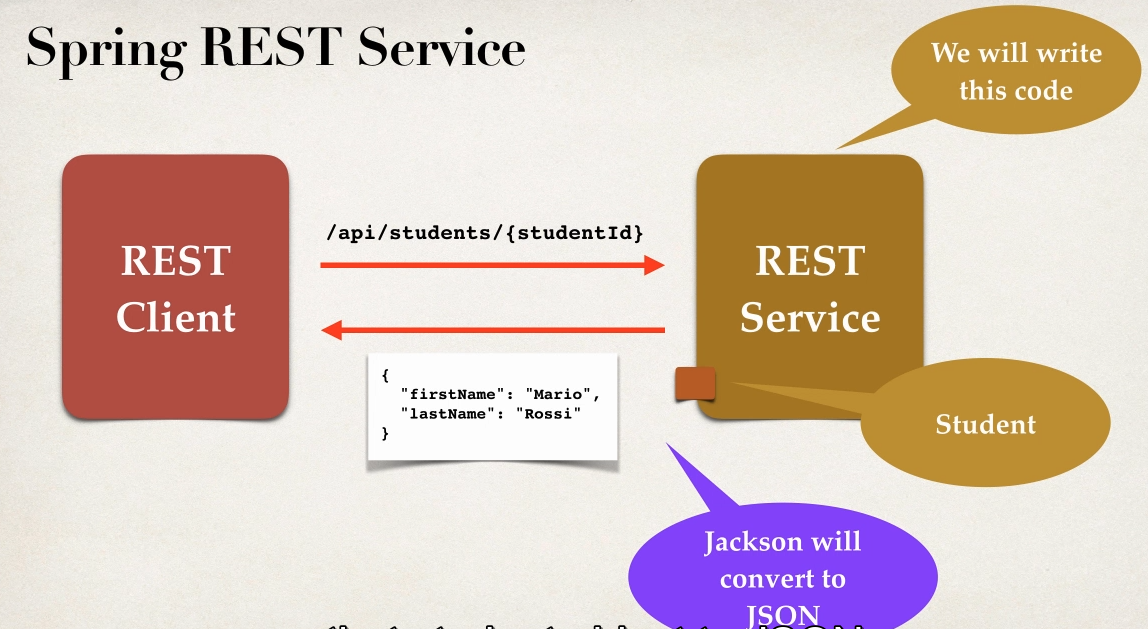 Spring REST Service
We will write
this code
/api/students/{studentId}
REST
Client
REST
Service
{
"firstName": "Mario",
"lastName": "Rossi"
}
Student
Jackson will
convert to
JSON